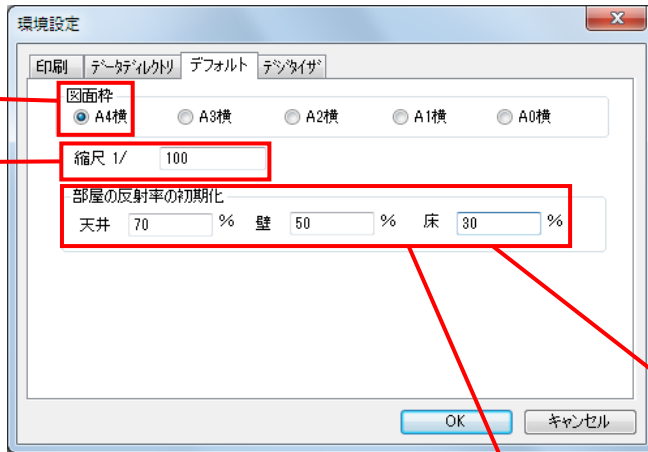 環境設定
印刷 データディレクトリ デフォルト デジタイザ
図面枠
A4横 A3横 A2横 A1横 A0横
縮尺 1/ 100
部屋の反射率の初期化
天井 70 % 壁 50 % 床 30 %
OK キャンセル